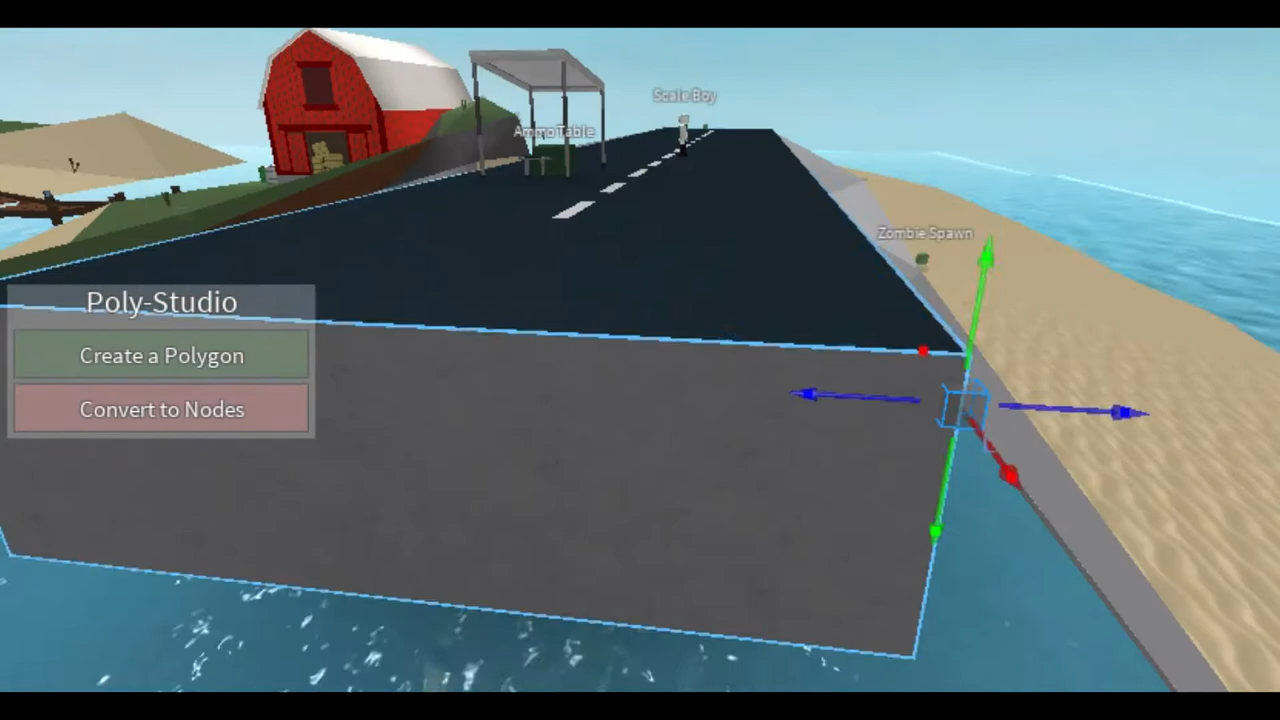 Scale Boy
AmmoTable
Zombie Spawn
Poly-Studio
Create a Polygon
Convert to Nodes